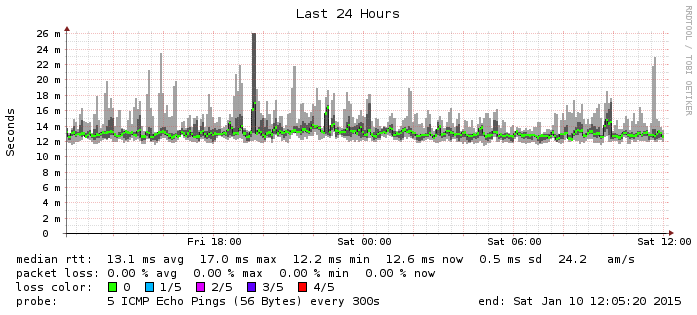 Last 24 Hours
RRDTOOL / TOBI OETIKER
Seconds
26 m
24 m
22 m
20 m
18 m
16 m
14 m
12 m
10 m
8 m
6 m
4 m
2 m
0
Fri 18:00 Sat 00:00 Sat 06:00 Sat 12:00
median rtt: 13.1 ms avg 17.0 ms max 12.2 ms min 12.6 ms now 0.5 ms sd 24.2 am/s
packet loss: 0.00 % avg 0.00 % max 0.00 % min 0.00 % now
loss color: 0 1/5 2/5 3/5 4/5
probe: 5 ICMP Echo Pings (56 Bytes) every 300s end: Sat Jan 10 12:05:20 2015